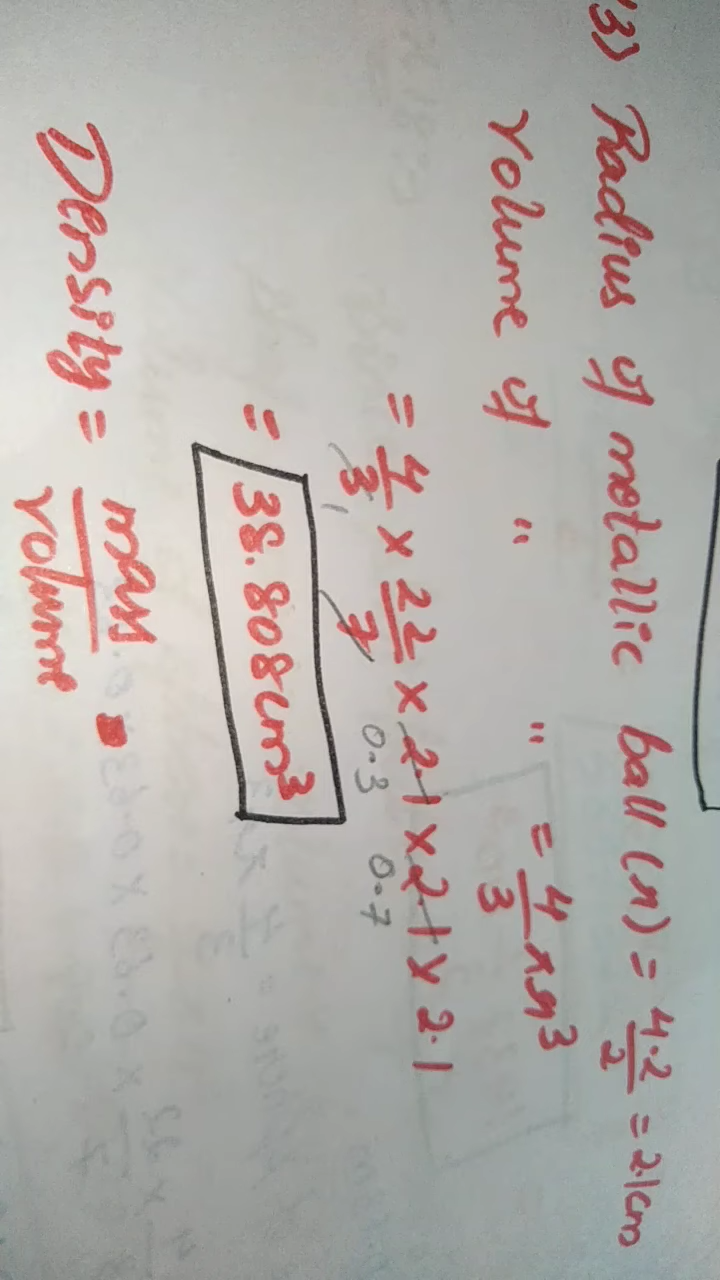 3) Radius of metallic ball (r) = 4.2/2 = 2.1cm
Volume of " " = 4/3 πr³
= 4/3 × 22/7 × 2.1 × 2.1 × 2.1
1 0.3 0.7
= 38.808cm³
Density = mass/volume